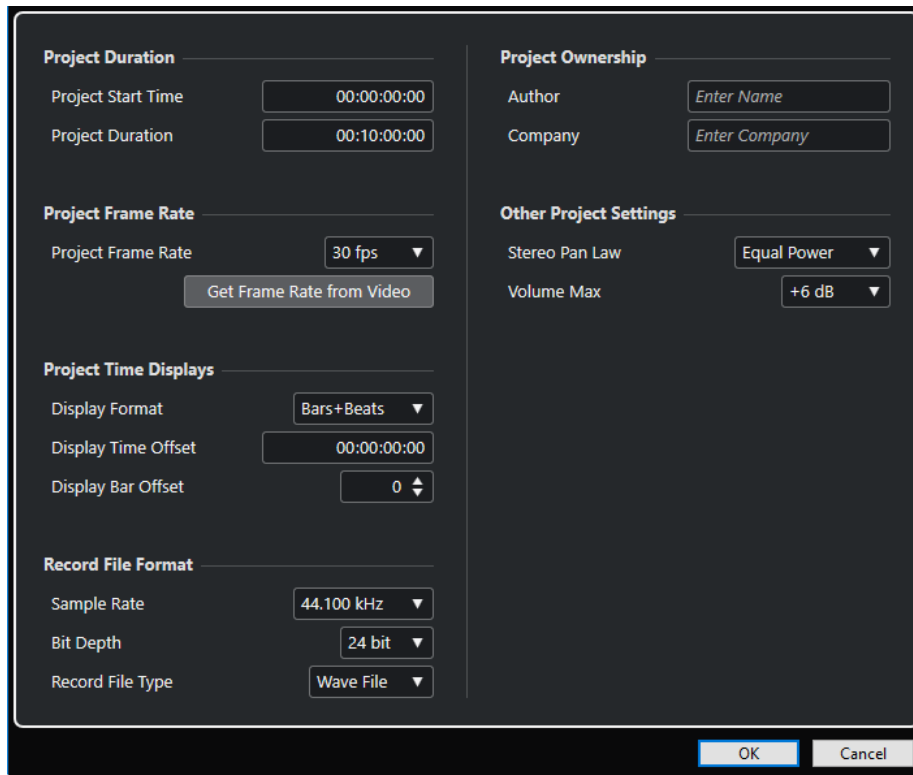 Project Duration
Project Start Time 00:00:00:00
Project Duration 00:10:00:00
Project Frame Rate
Project Frame Rate 30 fps
Get Frame Rate from Video
Project Time Displays
Display Format Bars+Beats
Display Time Offset 00:00:00:00
Display Bar Offset 0
Record File Format
Sample Rate 44.100 kHz
Bit Depth 24 bit
Record File Type Wave File
Project Ownership
Author Enter Name
Company Enter Company
Other Project Settings
Stereo Pan Law Equal Power
Volume Max +6 dB
OK Cancel